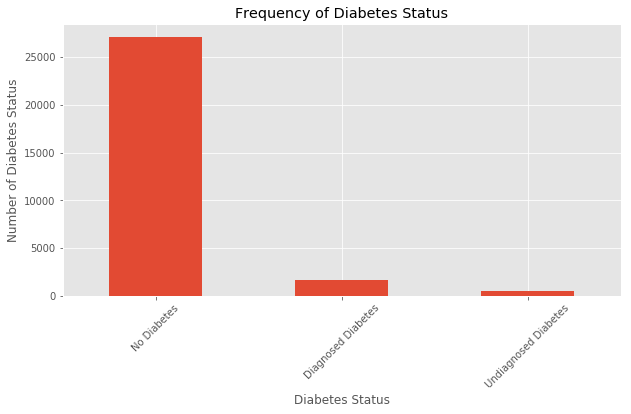 Frequency of Diabetes Status
Number of Diabetes Status
25000
20000
15000
10000
5000
0
No Diabetes
Diagnosed Diabetes
Undiagnosed Diabetes
Diabetes Status